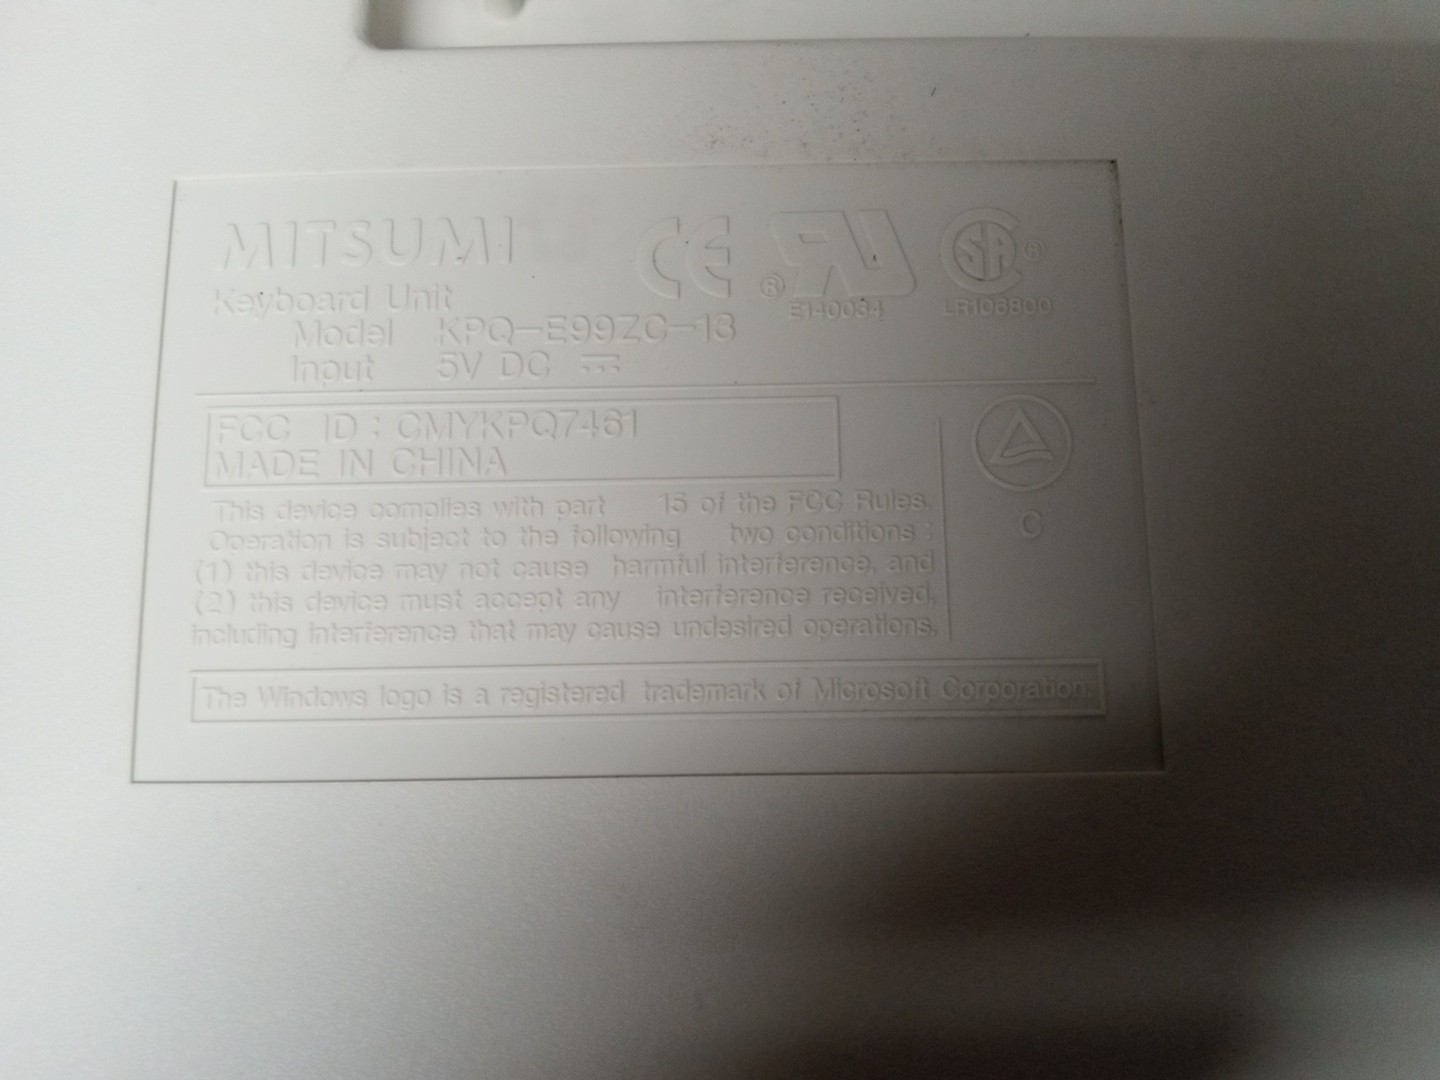 MITSUMI
CE
RU
®
E140034
SA ®
LR106800
Keyboard Unit
Model KPQ-E99ZC-13
Input 5V DC ⎓
FCC ID : CMYKPQ7461
MADE IN CHINA
This device complies with part 15 of the FCC Rules.
Operation is subject to the following two conditions :
(1) this device may not cause harmful interference, and
(2) this device must accept any interference received,
including interference that may cause undesired operations.
C
The Windows logo is a registered trademark of Microsoft Corporation.